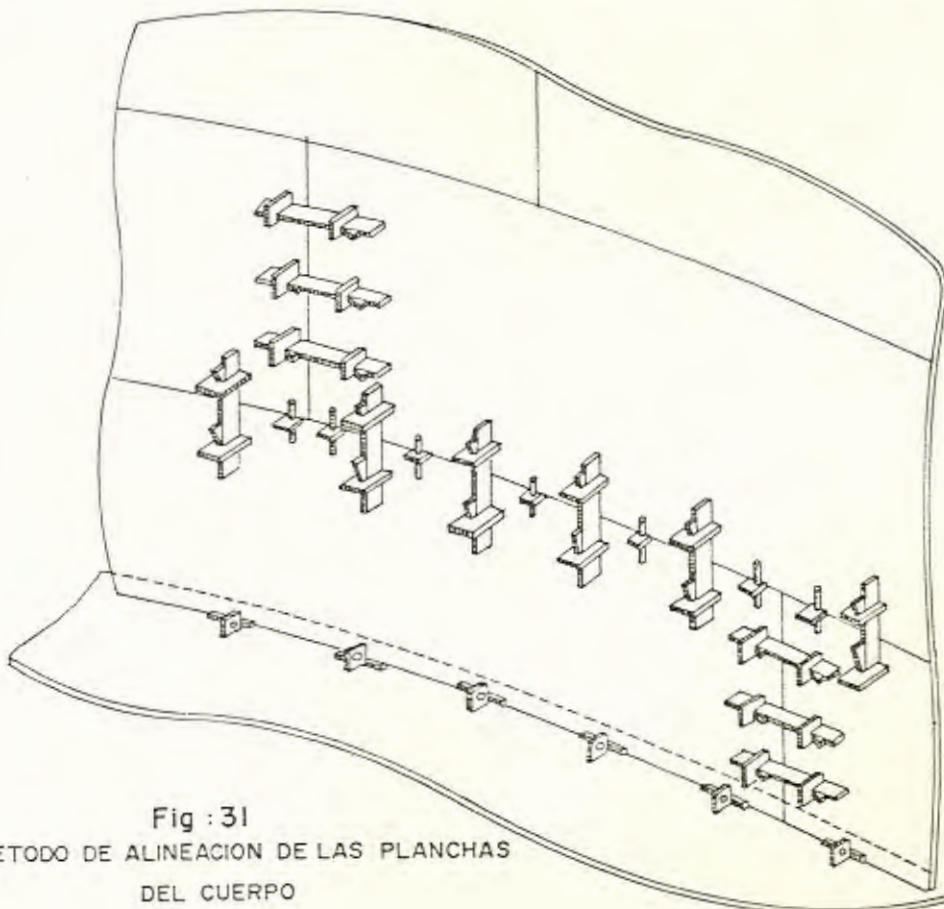 Fig : 31
ETODO DE ALINEACION DE LAS PLANCHAS
DEL CUERPO